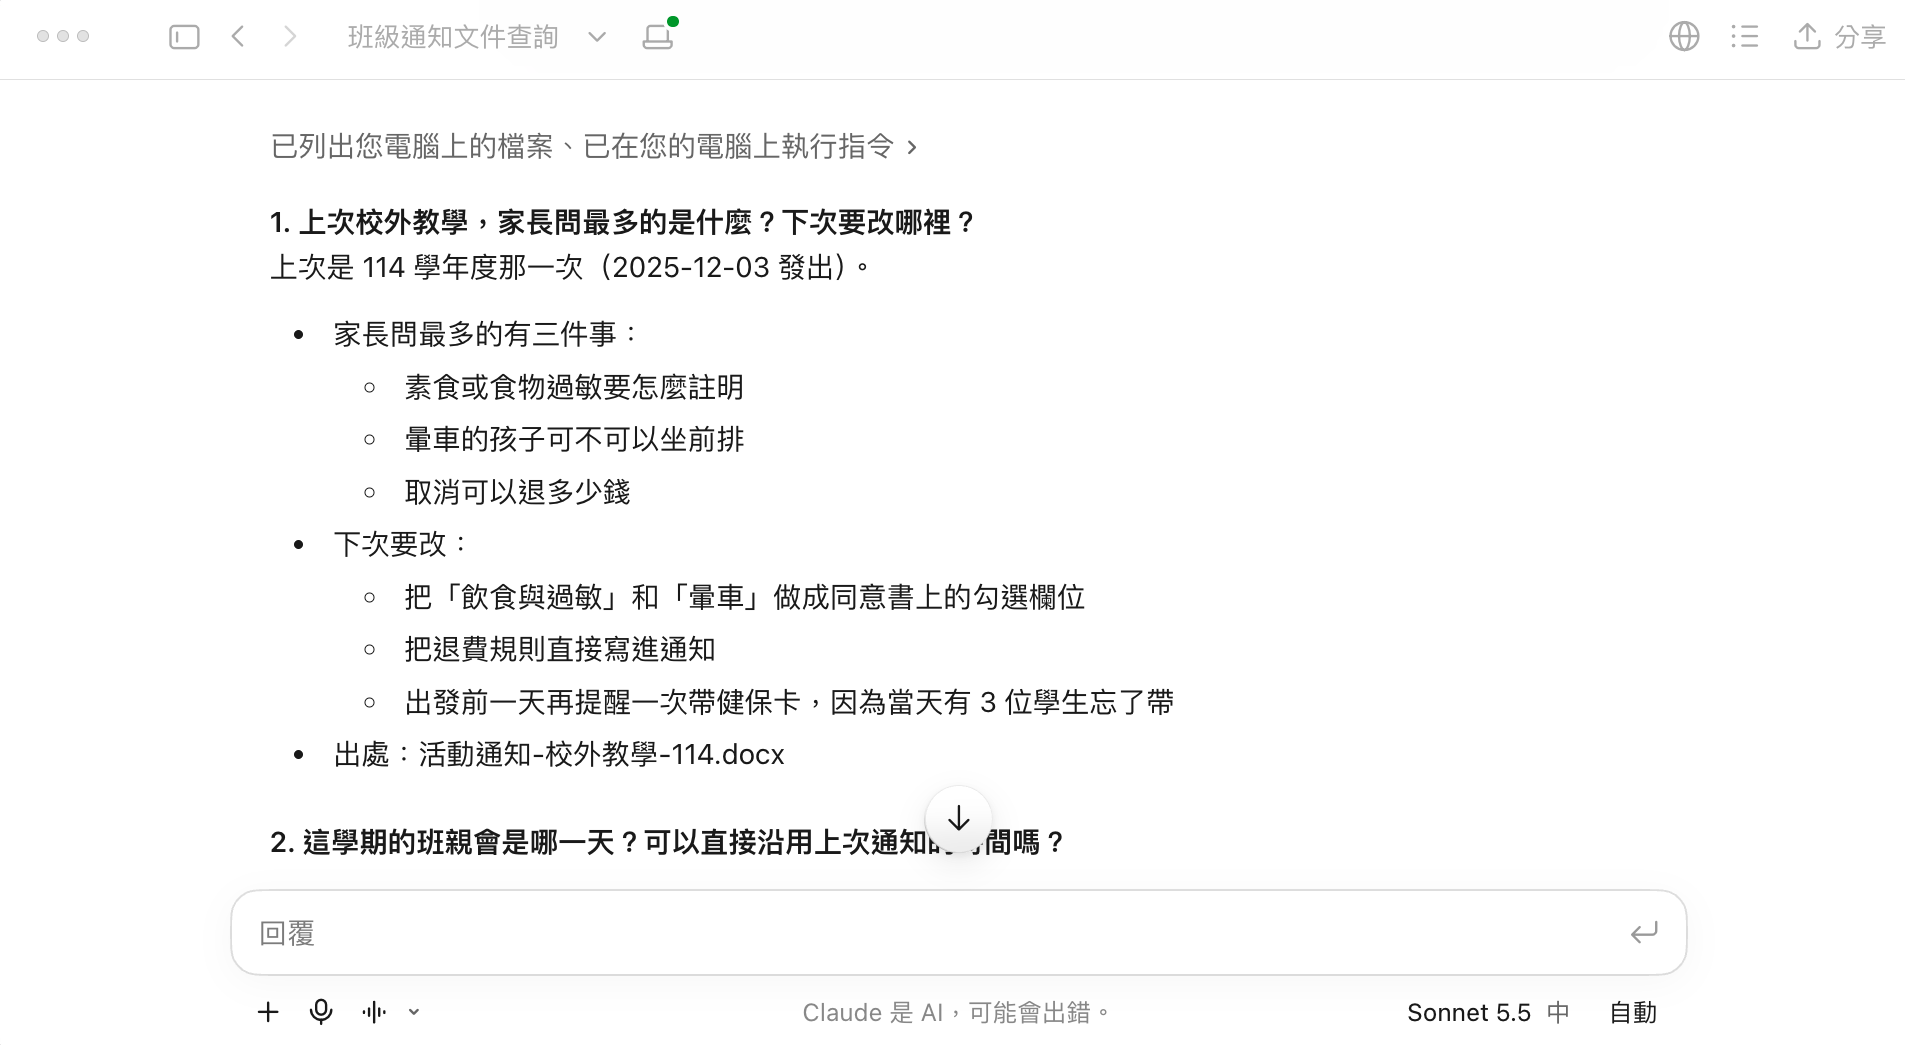 班級通知文件查詢
分享
已列出您電腦上的檔案、已在您的電腦上執行指令
1. 上次校外教學，家長問最多的是什麼？下次要改哪裡？
上次是 114 學年度那一次（2025-12-03 發出）。
家長問最多的有三件事：
素食或食物過敏要怎麼註明
暈車的孩子可不可以坐前排
取消可以退多少錢
下次要改：
把「飲食與過敏」和「暈車」做成同意書上的勾選欄位
把退費規則直接寫進通知
出發前一天再提醒一次帶健保卡，因為當天有 3 位學生忘了帶
出處：活動通知-校外教學-114.docx
2. 這學期的班親會是哪一天？可以直接沿用上次通知 間嗎？
回覆
Claude 是 AI，可能會出錯。
Sonnet 5.5 中 自動